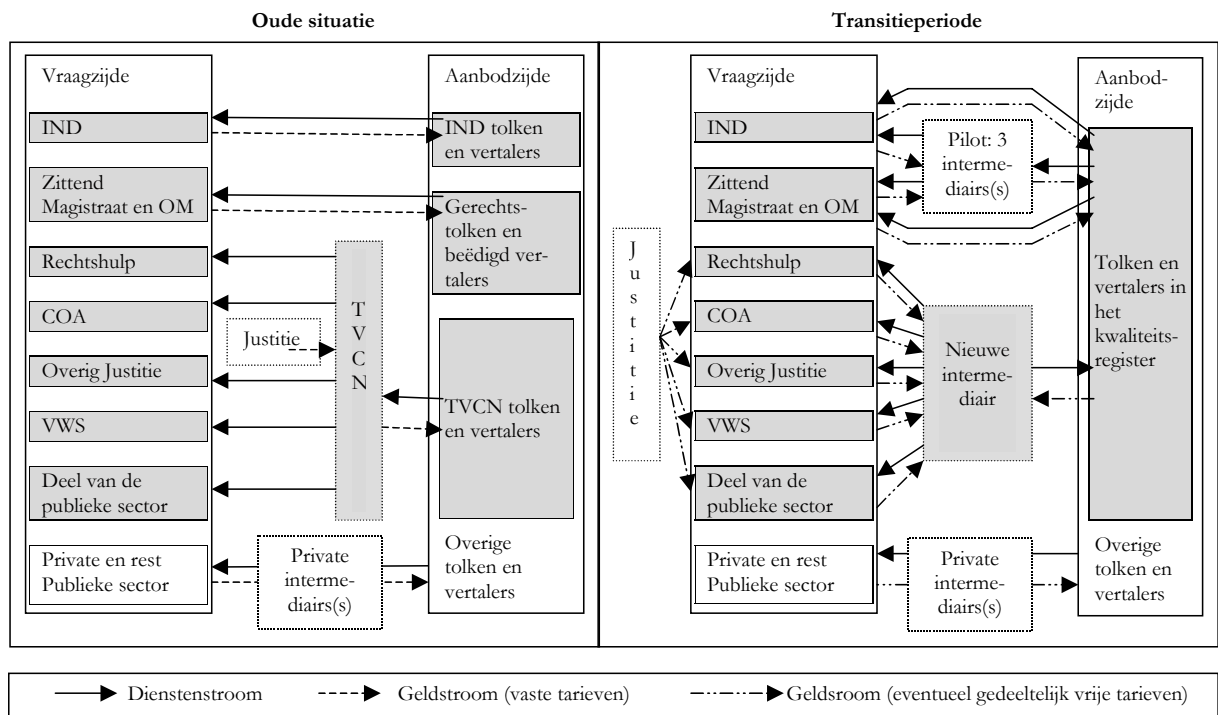 Oude situatie
Transitieperiode
Vraagzijde
IND
Zittend
Magistraat en OM
Rechtshulp
COA
Overig Justitie
VWS
Deel van de
publieke sector
Private en rest
Publieke sector
Justitie
T
V
C
N
Private
interme-
diairs(s)
Aanbodzijde
IND tolken
en vertalers
Gerechts-
tolken en
beëdigd ver-
talers
TVCN tolken
en vertalers
Overige
tolken en
vertalers
J
u
s
t
i
t
i
e
Vraagzijde
IND
Zittend
Magistraat en OM
Rechtshulp
COA
Overig Justitie
VWS
Deel van de
publieke sector
Private en rest
Publieke sector
Pilot: 3
interme-
diairs(s)
Nieuwe
interme-
diair
Private
interme-
diairs(s)
Aanbod-
zijde
Tolken en
vertalers in
het
kwaliteits-
register
Overige
tolken en
vertalers
Dienstenstroom
Geldstroom (vaste tarieven)
Geldsroom (eventueel gedeeltelijk vrije tarieven)